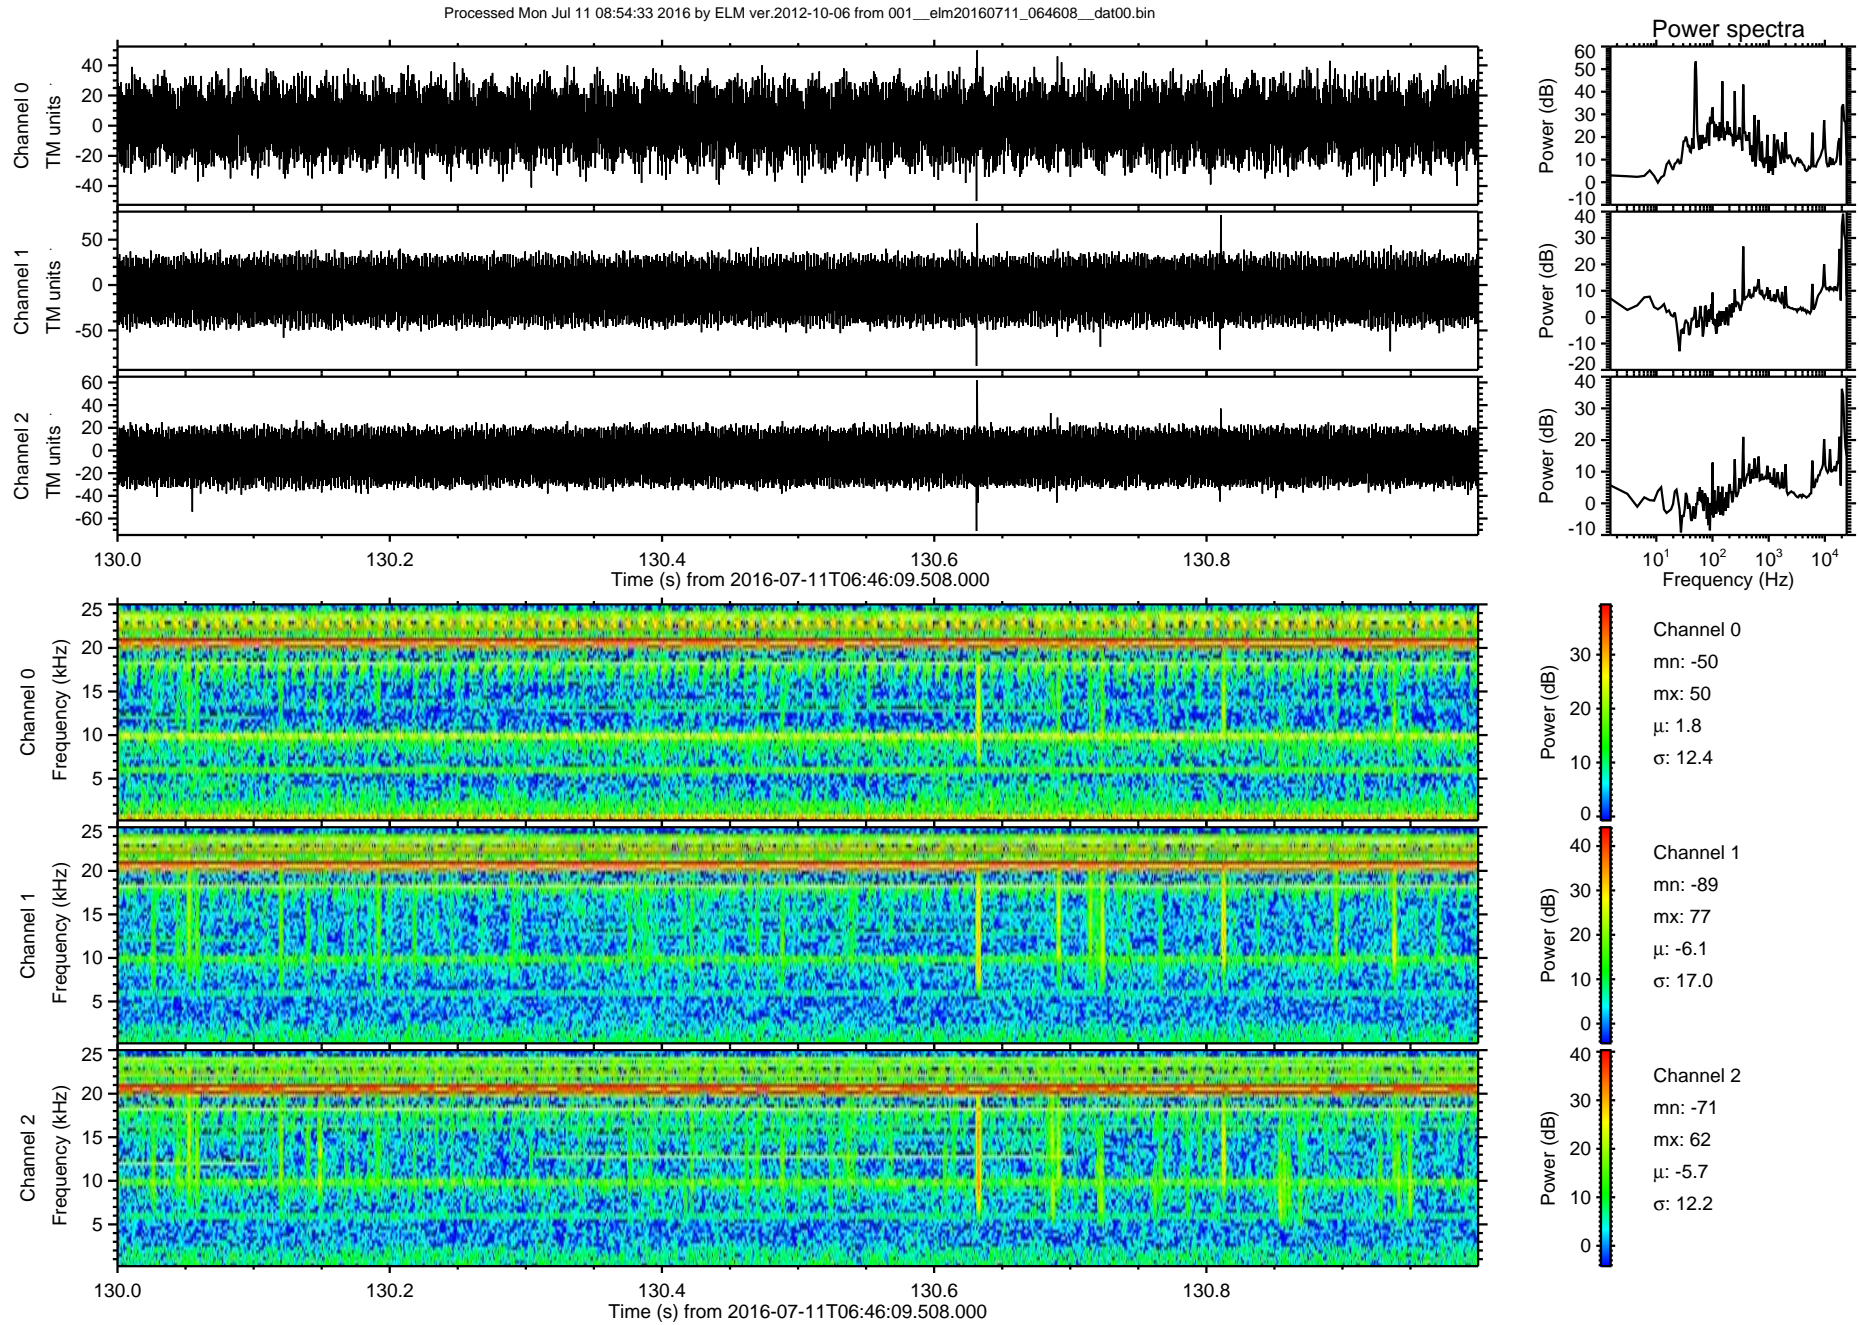 Processed Mon Jul 11 08:54:33 2016 by ELM ver.2012-10-06 from 001__elm20160711_064608__dat00.bin
Power spectra
Channel 0
TM units
40
20
0
-20
-40
Power (dB)
60
50
40
30
20
10
0
-10
Channel 1
TM units
50
0
-50
Power (dB)
40
30
20
10
0
-10
-20
Channel 2
TM units
60
40
20
0
-20
-40
-60
Power (dB)
40
30
20
10
0
-10
130.0 130.2 130.4 130.6 130.8
Time (s) from 2016-07-11T06:46:09.508.000
10¹ 10² 10³ 10⁴
Frequency (Hz)
Channel 0
Frequency (kHz)
25
20
15
10
5
Power (dB)
30
20
10
0
Channel 0
mn: -50
mx: 50
μ: 1.8
σ: 12.4
Channel 1
Frequency (kHz)
25
20
15
10
5
Power (dB)
40
30
20
10
0
Channel 1
mn: -89
mx: 77
μ: -6.1
σ: 17.0
Channel 2
Frequency (kHz)
25
20
15
10
5
Power (dB)
40
30
20
10
0
Channel 2
mn: -71
mx: 62
μ: -5.7
σ: 12.2
130.0 130.2 130.4 130.6 130.8
Time (s) from 2016-07-11T06:46:09.508.000